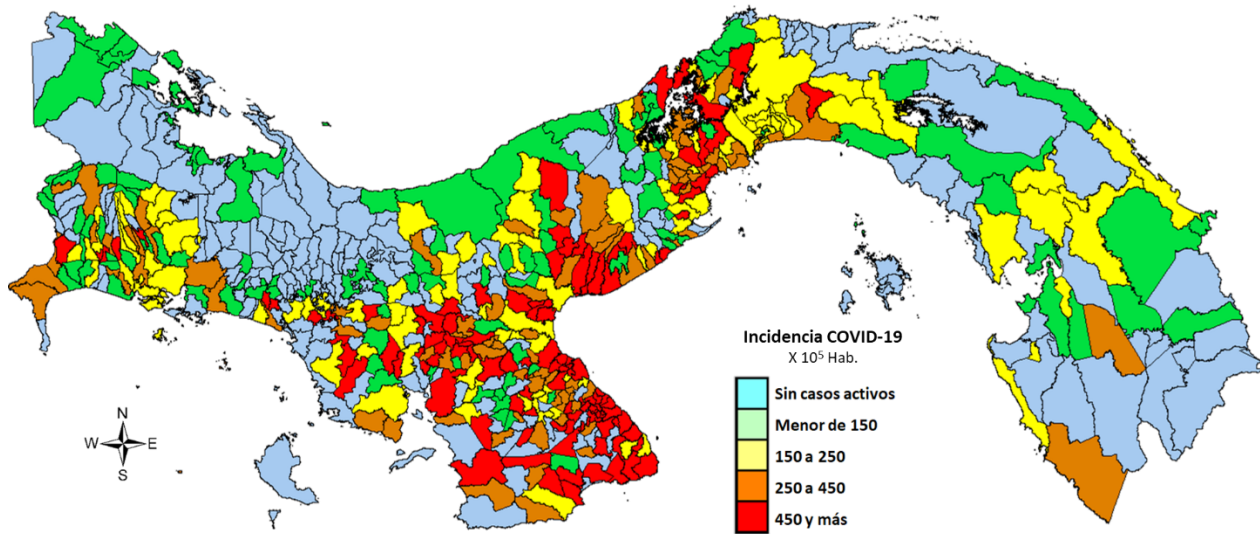 Incidencia COVID-19
X 10⁵ Hab.
Sin casos activos
Menor de 150
150 a 250
250 a 450
450 y más
N
W E
S